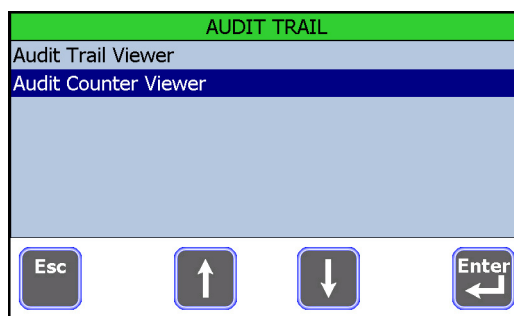 AUDIT TRAIL
Audit Trail Viewer
Audit Counter Viewer
Esc
Enter